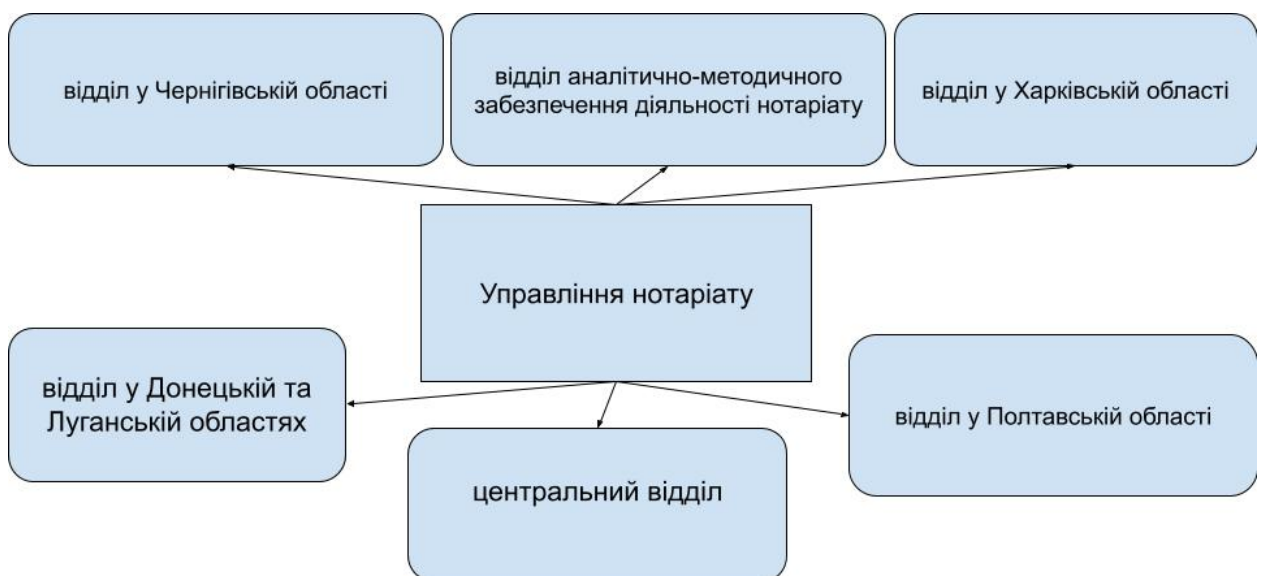 відділ у Чернігівській області
відділ аналітично-методичного
забезпечення діяльності нотаріату
відділ у Харківській області
Управління нотаріату
відділ у Донецькій та
Луганській областях
центральний відділ
відділ у Полтавській області